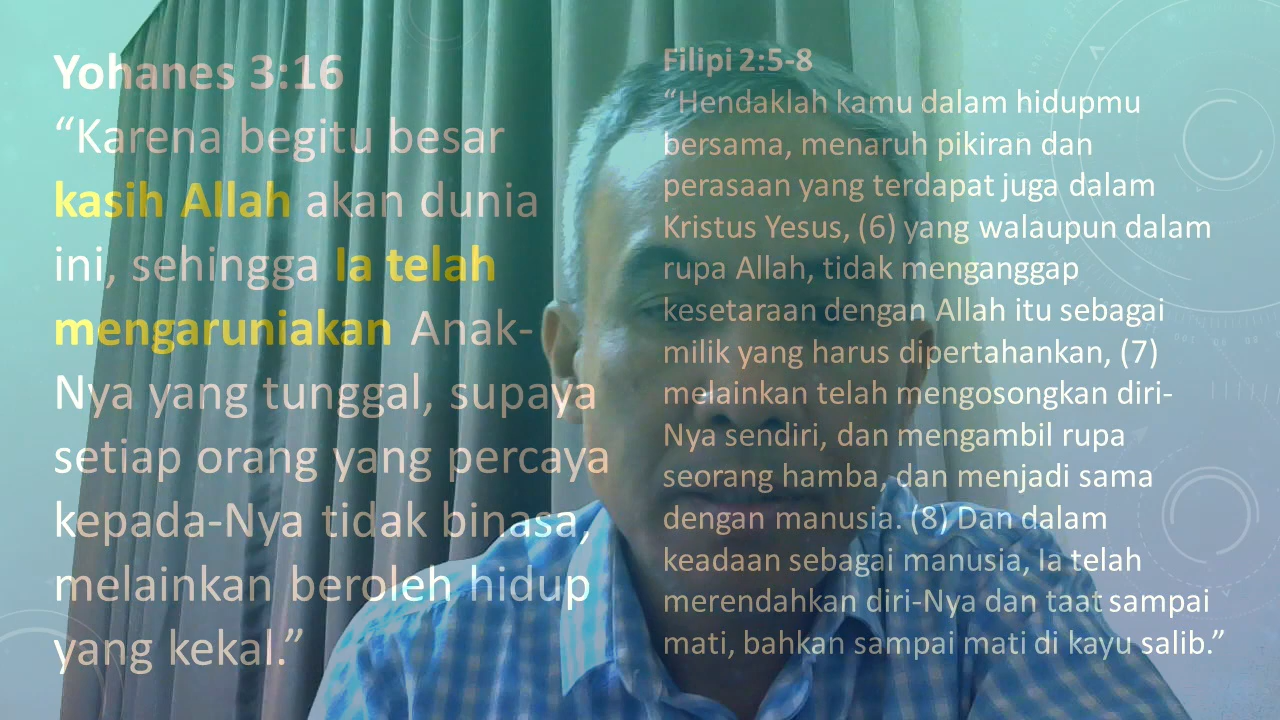 Yohanes 3:16
“Karena begitu besar
kasih Allah akan dunia
ini, sehingga Ia telah
mengaruniakan Anak-
Nya yang tunggal, supaya
setiap orang yang percaya
kepada-Nya tidak binasa,
melainkan beroleh hidup
yang kekal.”
Filipi 2:5-8
“Hendaklah kamu dalam hidupmu
bersama, menaruh pikiran dan
perasaan yang terdapat juga dalam
Kristus Yesus, (6) yang walaupun dalam
rupa Allah, tidak menganggap
kesetaraan dengan Allah itu sebagai
milik yang harus dipertahankan, (7)
melainkan telah mengosongkan diri-
Nya sendiri, dan mengambil rupa
seorang hamba, dan menjadi sama
dengan manusia. (8) Dan dalam
keadaan sebagai manusia, Ia telah
merendahkan diri-Nya dan taat sampai
mati, bahkan sampai mati di kayu salib.”